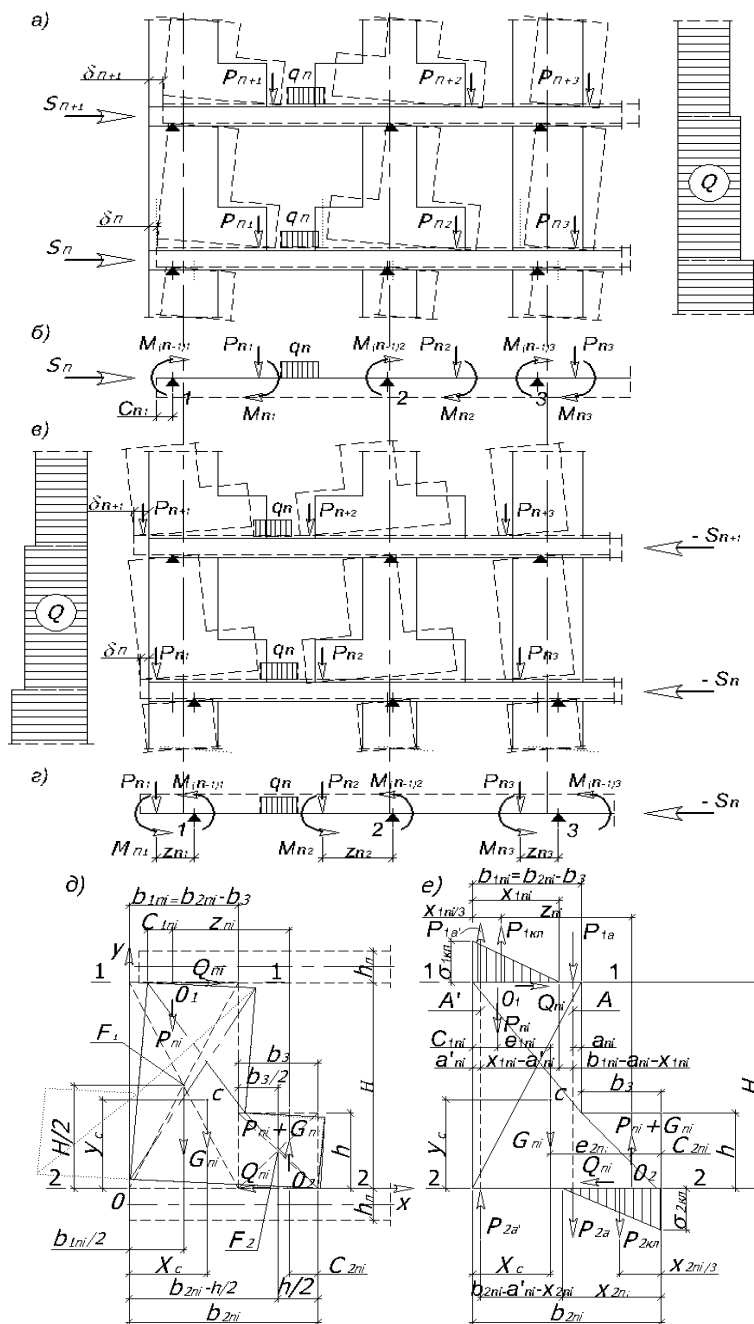 а)
δn+1
Pn+1
qn
Pn+2
Pn+3
Sn+1
Q
δn
Pn1
qn
Pn2
Pn3
Sn
б)
M(n-1)1
Pn1
qn
M(n-1)2
Pn2
M(n-1)3
Pn3
Sn
Cn1
1
Mn1
2
Mn2
3
Mn3
в)
δn+1
Pn+1
qn
Pn+2
Pn+3
- Sn+1
Q
δn
Pn1
qn
Pn2
Pn3
- Sn
г)
Pn1
M(n-1)1
qn
Pn2
M(n-1)2
Pn3
M(n-1)3
- Sn
1
2
3
Mn1
zn1
Mn2
zn2
Mn3
zn3
д)
b1ni=b2ni-b3
C1ni
zni
y
Qni
hп
1
1
O1
Pni
F1
b3
b3/2
H
H/2
yc
C
Pni+Gni
h
Gni
Qni
O2
2
2
0
x
hп
F2
b1ni/2
Xc
C2ni
b2ni-h/2
h/2
b2ni
е)
b1ni=b2ni-b3
x1ni
x1ni/3
zni
P1a'
P1кл
P1a
σ1кл
1
1
A'
O1
Qni
A
Pni
C1ni
e1ni
ani
a'ni
x1ni-a'ni
b1ni-ani-x1ni
C
b3
H
Pni+Gni
h
yc
Gni
e2ni
C2ni
Qni
O2
2
2
P2a'
P2a
P2кл
σ2кл
Xc
x2ni/3
b2ni-a'ni-x2ni
x2ni
b2ni